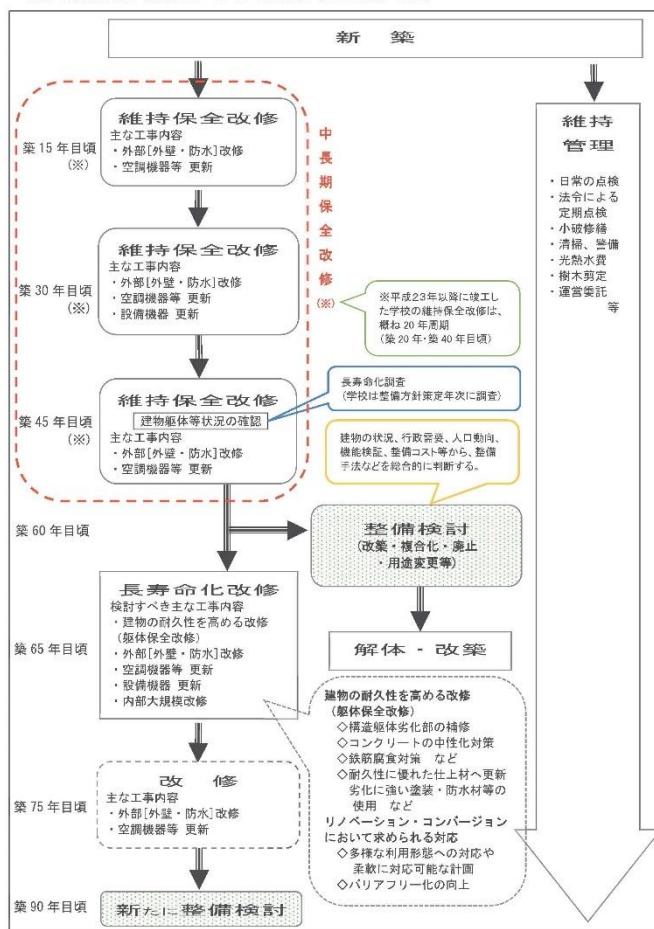 新 築
築15年目頃
(※)
維持保全改修
主な工事内容
・外部[外壁・防水]改修
・空調機器等 更新
築30年目頃
(※)
維持保全改修
主な工事内容
・外部[外壁・防水]改修
・空調機器等 更新
・設備機器 更新
築45年目頃
(※)
維持保全改修
建物躯体等状況の確認
主な工事内容
・外部[外壁・防水]改修
・空調機器等 更新
中長期保全改修
(※)
※平成23年以降に竣工し
た学校の維持保全改修は、
概ね20年周期
(築20年・築40年目頃)
長寿命化調査
(学校は整備方針策定年次に調査)
建物の状況、行政需要、人口動向、
機能検証、整備コスト等から、整備
手法などを総合的に判断する。
築60年目頃
整備検討
(改築・複合化・廃止
・用途変更等)
築65年目頃
長寿命化改修
検討すべき主な工事内容
・建物の耐久性を高める改修
(躯体保全改修)
・外部[外壁・防水]改修
・空調機器等 更新
・設備機器 更新
・内部大規模改修
解体・改築
建物の耐久性を高める改修
(躯体保全改修)
◇構造躯体劣化部の補修
◇コンクリートの中性化対策
◇鉄筋腐食対策 など
◇耐久性に優れた仕上材へ更新
劣化に強い塗装・防水材等の
使用 など
リノベーション・コンバージョン
において求められる対応
◇多様な利用形態への対応や
柔軟に対応可能な計画
◇バリアフリー化の向上
築75年目頃
改 修
主な工事内容
・外部[外壁・防水]改修
・空調機器等 更新
築90年目頃
新たに整備検討
維持
管理
・日常の点検
・法令による
定期点検
・小破修繕
・清掃、警備
・光熱水費
・樹木剪定
・運営委託
等